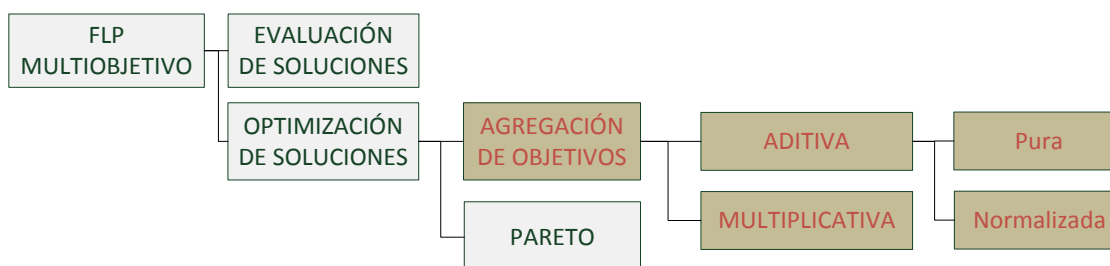 FLP
MULTIOBJETIVO
EVALUACIÓN
DE SOLUCIONES
OPTIMIZACIÓN
DE SOLUCIONES
AGREGACIÓN
DE OBJETIVOS
ADITIVA
Pura
MULTIPLICATIVA
Normalizada
PARETO